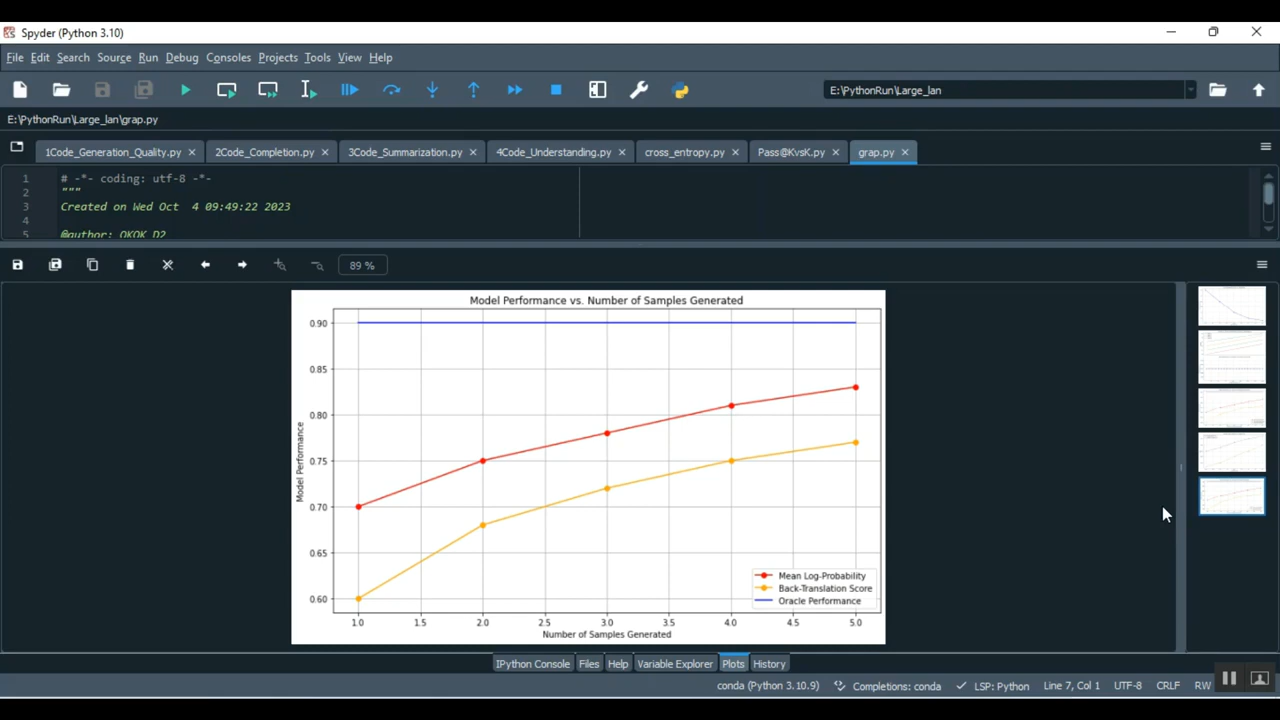 Spyder (Python 3.10)
File Edit Search Source Run Debug Consoles Projects Tools View Help
E:\PythonRun\Large_lan
E:\PythonRun\Large_lan\grap.py
1Code_Generation_Quality.py 2Code_Completion.py 3Code_Summarization.py 4Code_Understanding.py cross_entropy.py Pass@KvsK.py grap.py
1 # -*- coding: utf-8 -*-
2 """
3 Created on Wed Oct  4 09:49:22 2023
4
5 @author: OKOK D2
89 %
Model Performance vs. Number of Samples Generated
Model Performance
0.90
0.85
0.80
0.75
0.70
0.65
0.60
Mean Log-Probability
Back-Translation Score
Oracle Performance
1.0 1.5 2.0 2.5 3.0 3.5 4.0 4.5 5.0
Number of Samples Generated
IPython Console Files Help Variable Explorer Plots History
conda (Python 3.10.9) Completions: conda LSP: Python Line 7, Col 1 UTF-8 CRLF RW